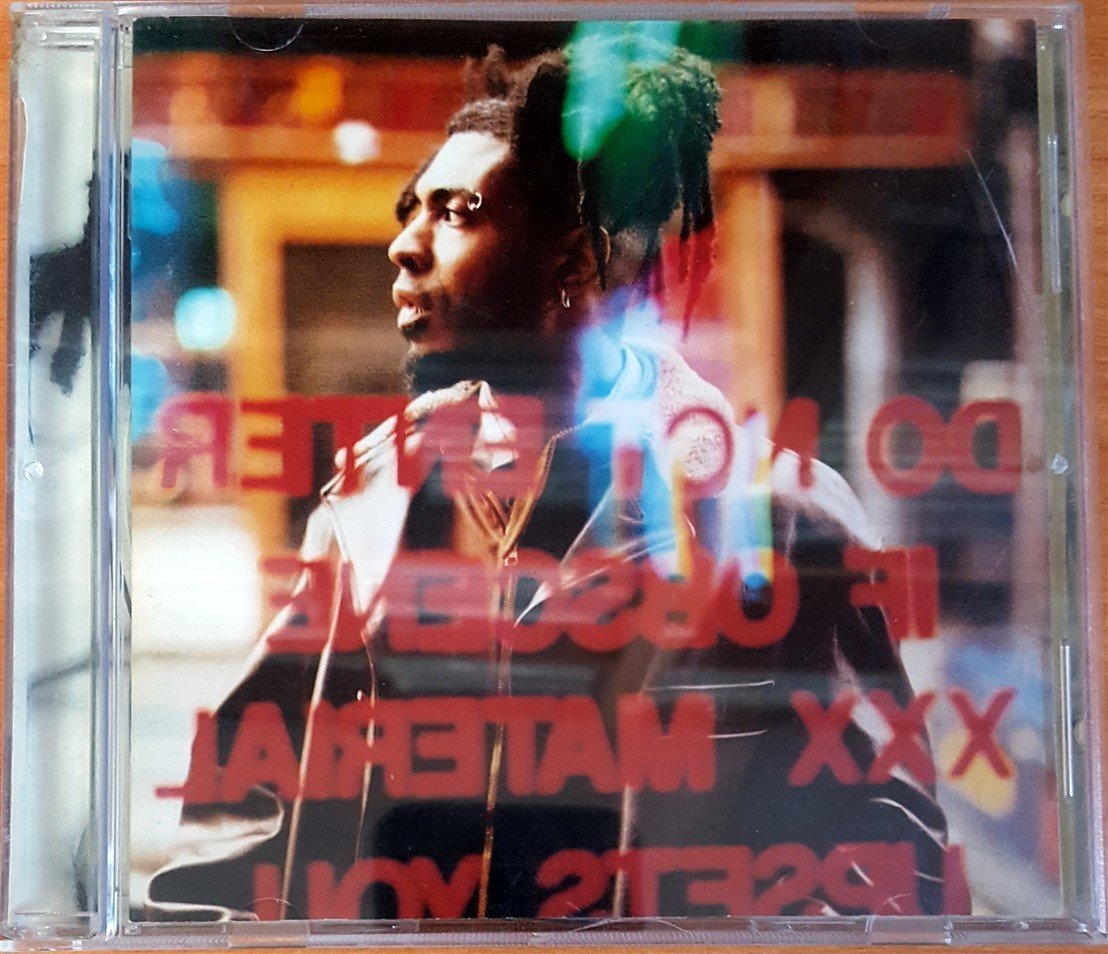 DO NOT ENTER
IF OBSCENE
XXX MATERIAL
UPSETS YOU